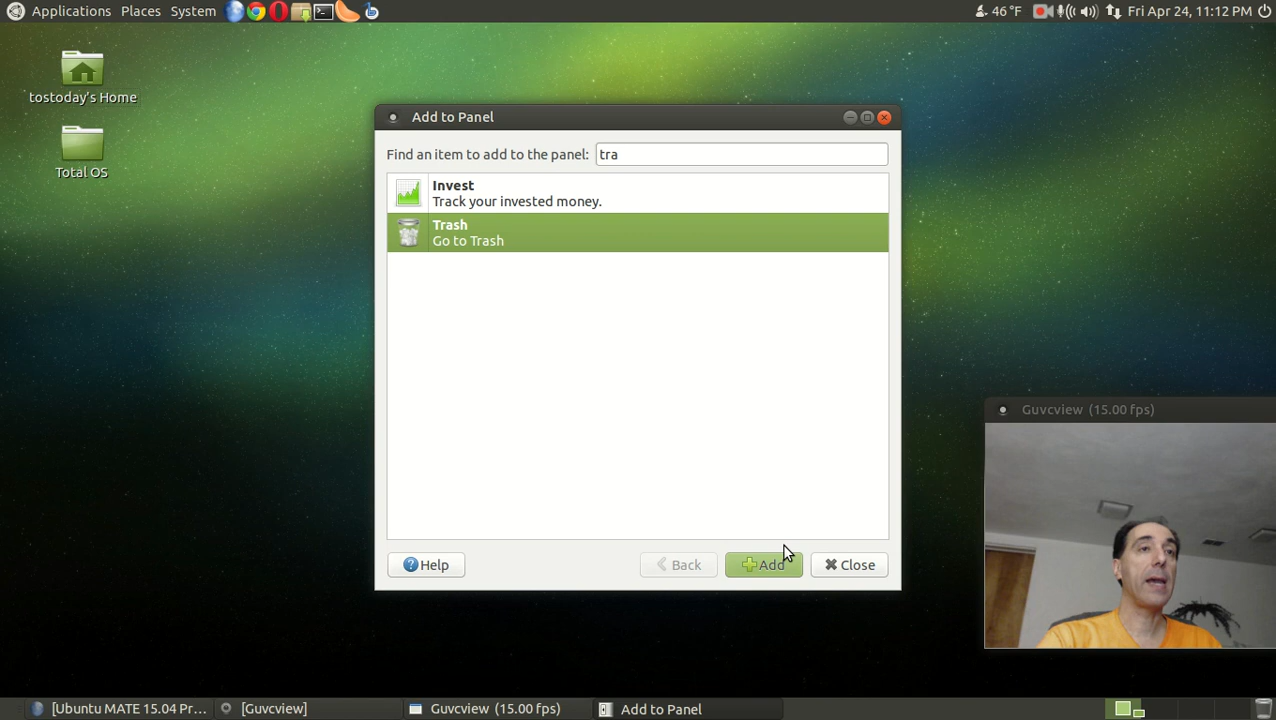 Applications Places System 46 °F Fri Apr 24, 11:12 PM
tostoday's Home
Total OS
Add to Panel
Find an item to add to the panel: tra
Invest
Track your invested money.
Trash
Go to Trash
Guvcview (15.00 fps)
Help Back Add Close
[Ubuntu MATE 15.04 Pr... [Guvcview] Guvcview (15.00 fps) Add to Panel